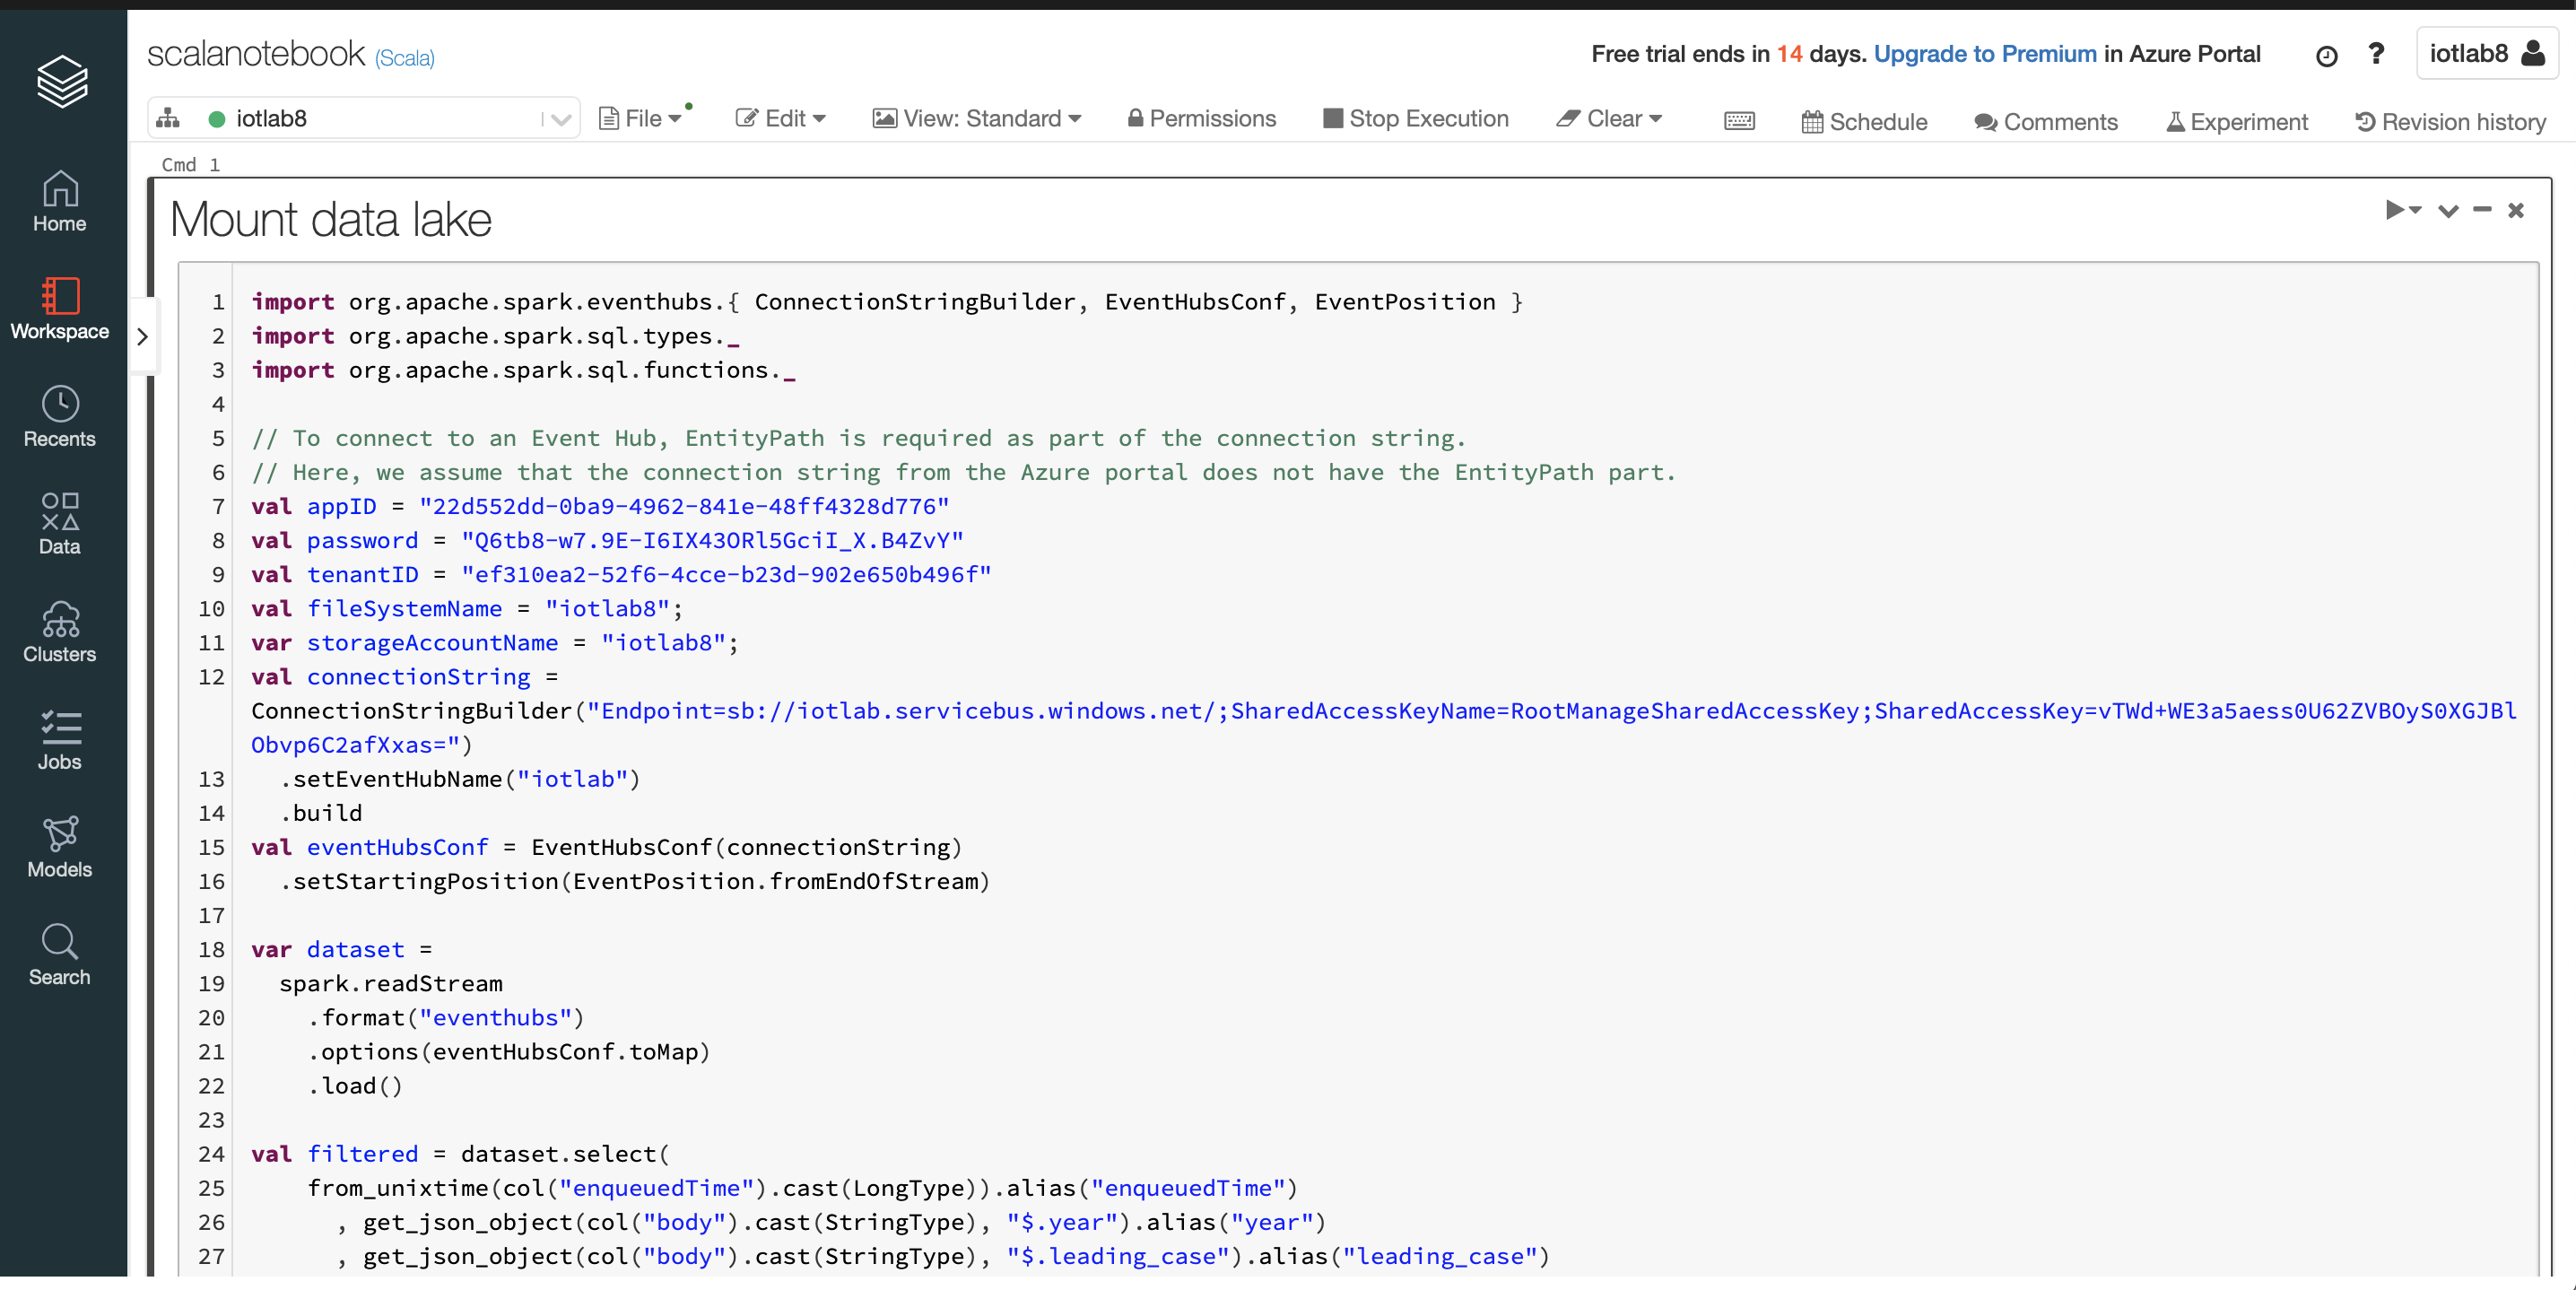 scalanotebook (Scala)
Free trial ends in 14 days. Upgrade to Premium in Azure Portal
? iotlab8
iotlab8 File Edit View: Standard Permissions Stop Execution Clear Schedule Comments Experiment Revision history
Home
Workspace
Recents
Data
Clusters
Jobs
Models
Search
Cmd 1
Mount data lake
1 import org.apache.spark.eventhubs.{ ConnectionStringBuilder, EventHubsConf, EventPosition }
2 import org.apache.spark.sql.types._
3 import org.apache.spark.sql.functions._
4
5 // To connect to an Event Hub, EntityPath is required as part of the connection string.
6 // Here, we assume that the connection string from the Azure portal does not have the EntityPath part.
7 val appID = "22d552dd-0ba9-4962-841e-48ff4328d776"
8 val password = "Q6tb8-w7.9E-I6IX43ORl5GciI_X.B4ZvY"
9 val tenantID = "ef310ea2-52f6-4cce-b23d-902e650b496f"
10 val fileSystemName = "iotlab8";
11 var storageAccountName = "iotlab8";
12 val connectionString =
ConnectionStringBuilder("Endpoint=sb://iotlab.servicebus.windows.net/;SharedAccessKeyName=RootManageSharedAccessKey;SharedAccessKey=vTWd+WE3a5aess0U62ZVBOyS0XGJBl
Obvp6C2afXxas=")
13 .setEventHubName("iotlab")
14 .build
15 val eventHubsConf = EventHubsConf(connectionString)
16 .setStartingPosition(EventPosition.fromEndOfStream)
17
18 var dataset =
19 spark.readStream
20 .format("eventhubs")
21 .options(eventHubsConf.toMap)
22 .load()
23
24 val filtered = dataset.select(
25 from_unixtime(col("enqueuedTime").cast(LongType)).alias("enqueuedTime")
26 , get_json_object(col("body").cast(StringType), "$.year").alias("year")
27 , get_json_object(col("body").cast(StringType), "$.leading_case").alias("leading_case")